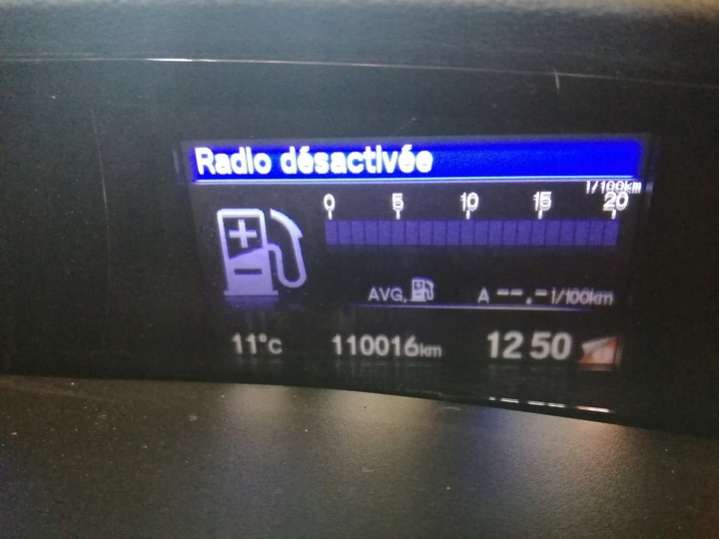 Radio désactivée
l/100km
0 5 10 15 20
AVG. A --.- l/100km
11°c 110016km 12 50